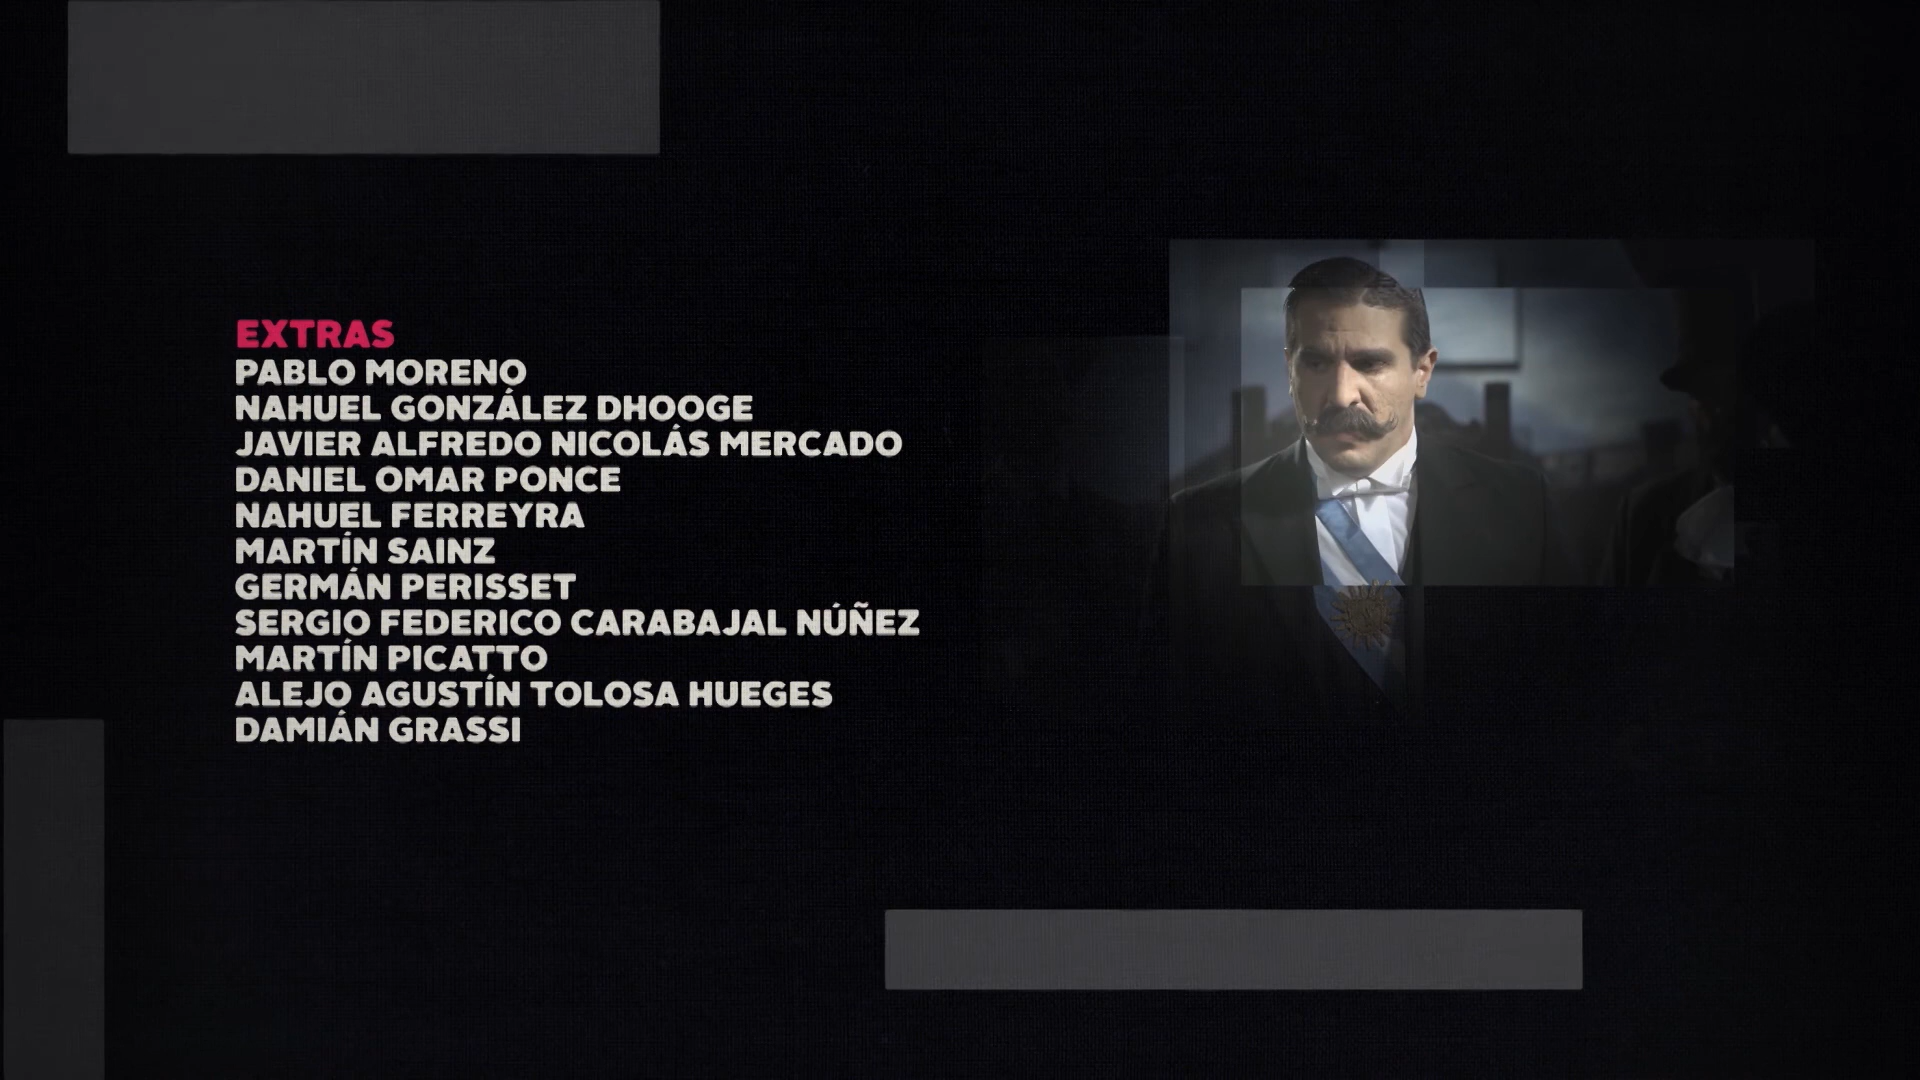 EXTRAS
PABLO MORENO
NAHUEL GONZÁLEZ DHOOGE
JAVIER ALFREDO NICOLÁS MERCADO
DANIEL OMAR PONCE
NAHUEL FERREYRA
MARTÍN SAINZ
GERMÁN PERISSET
SERGIO FEDERICO CARABAJAL NÚÑEZ
MARTÍN PICATTO
ALEJO AGUSTÍN TOLOSA HUEGES
DAMIÁN GRASSI